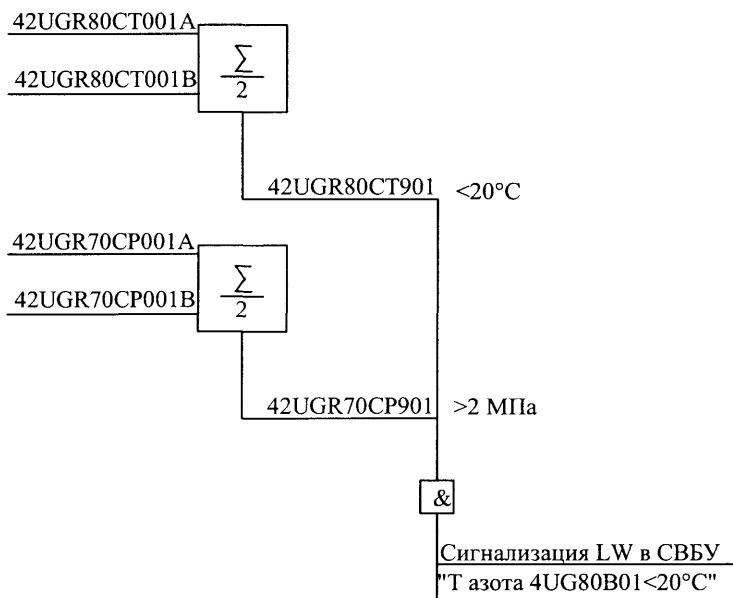 42UGR80CT001A
∑
2
42UGR80CT001B
42UGR80CT901 <20°C
42UGR70CP001A
∑
2
42UGR70CP001B
42UGR70CP901 >2 МПа
&
Сигнализация LW в СВБУ
"Т азота 4UG80B01<20°C"